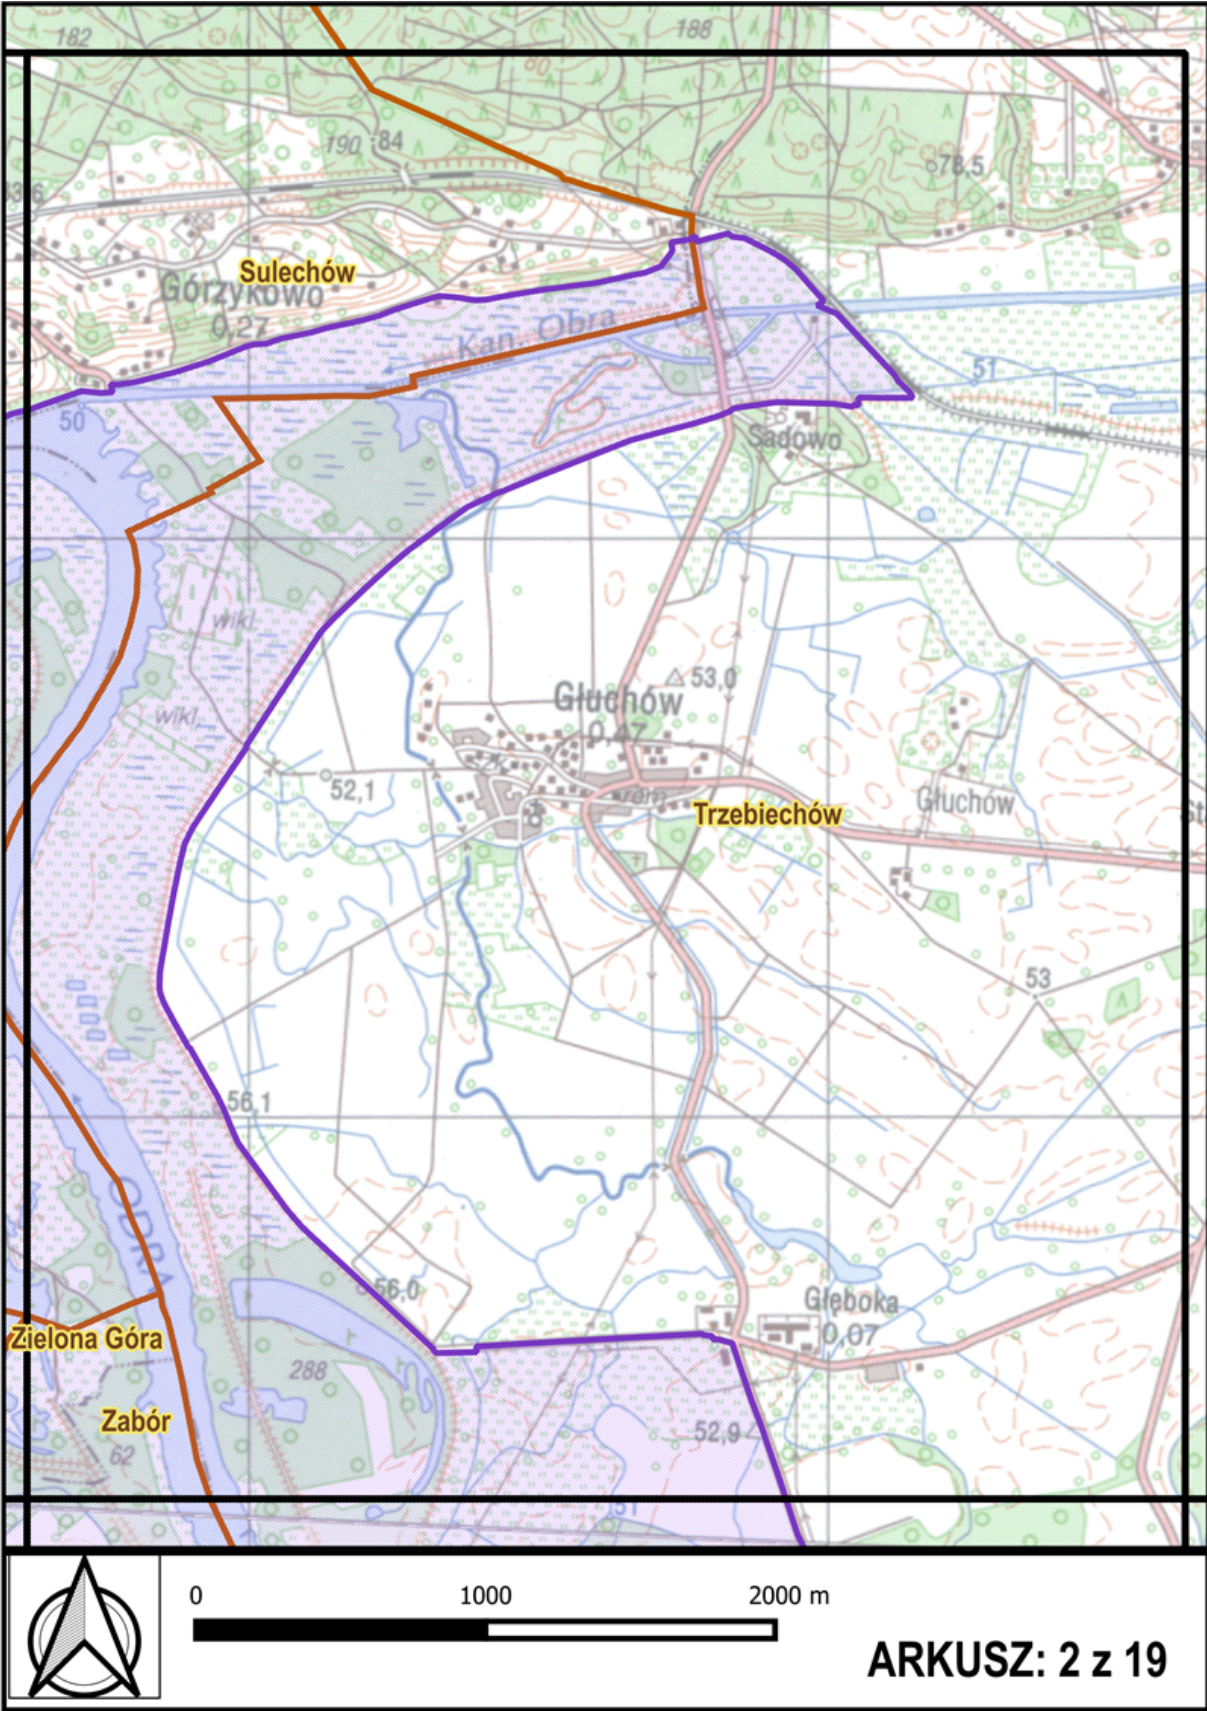 182
188
80
190
84
78.5
Sulechów
Górzykowo
0,27
Kan. Obra
51
50
Sadowo
wikl.
53,0
Głuchów
0,47
wikl.
52,1
Trzebiechów
Głuchów
53
56,1
ODRA
56,0
Głęboka
0,07
Zielona Góra
288
Zabór
52,9
62
51
0
1000
2000 m
ARKUSZ: 2 z 19